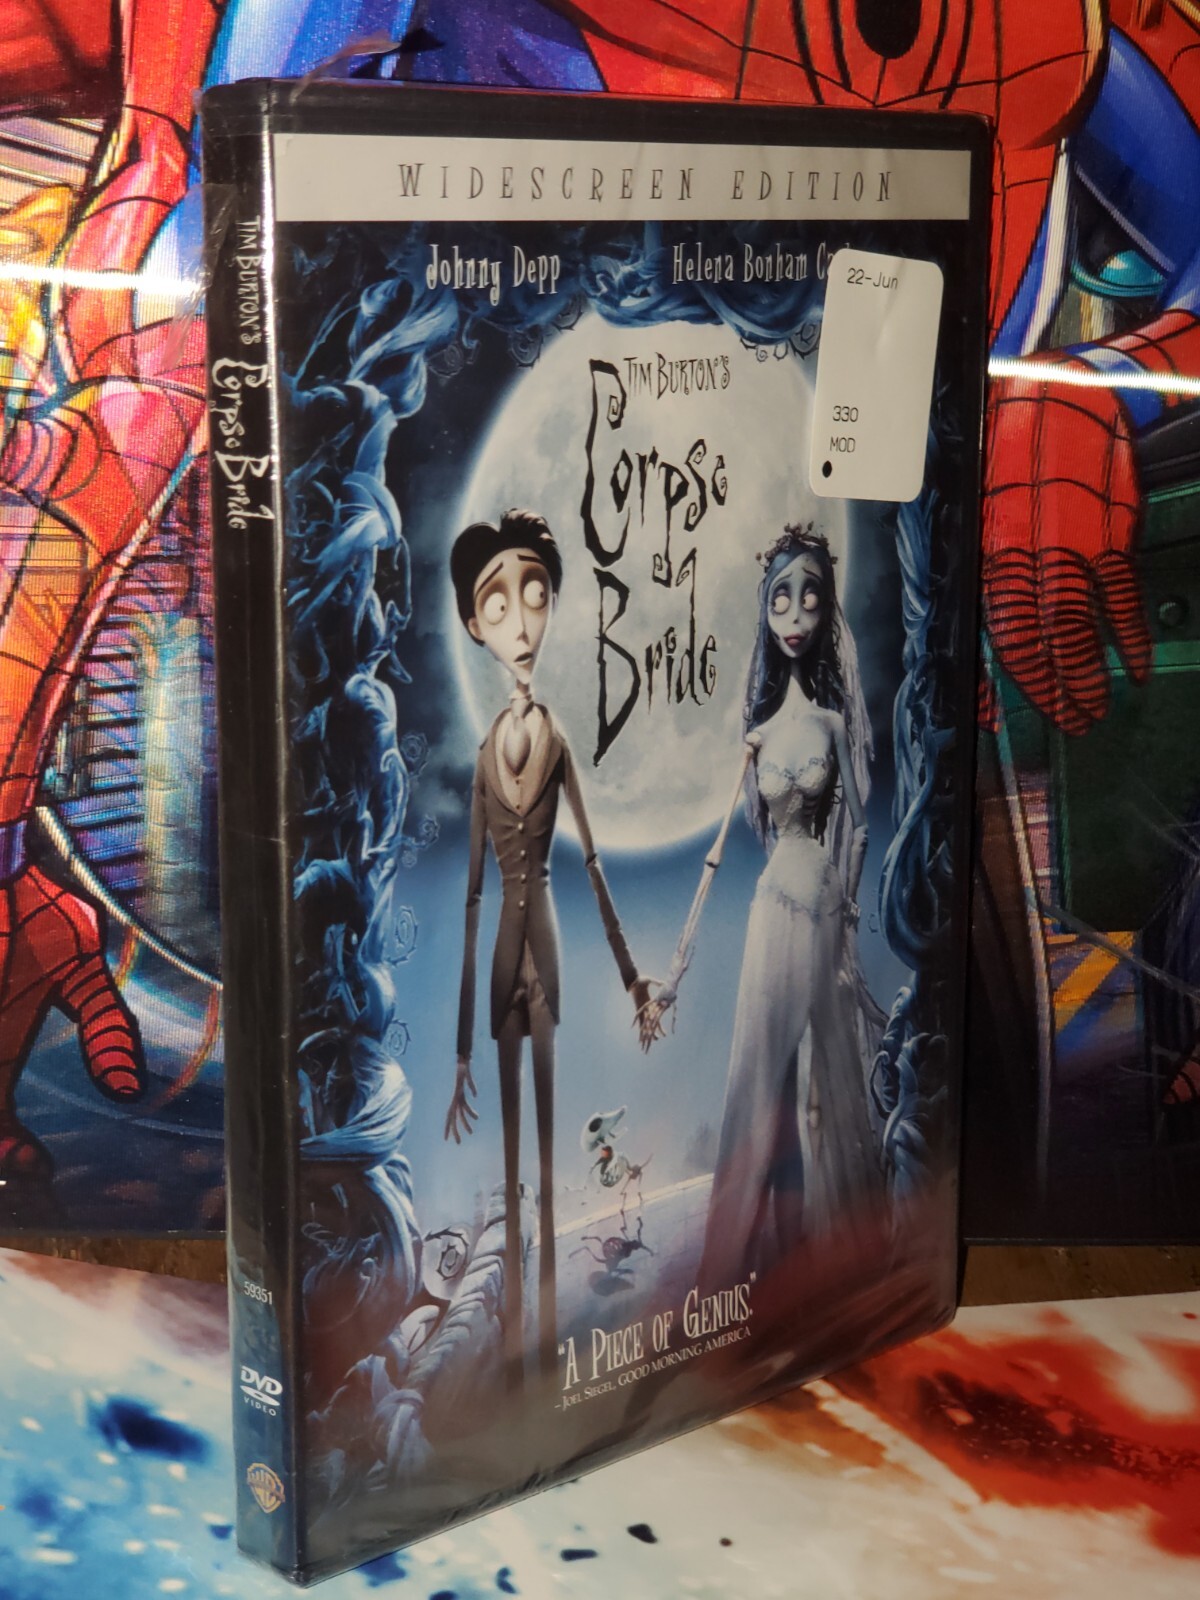 WIDESCREEN EDITION
Johnny Depp
Helena Bonham
22-Jun
330
MOD
TIM BURTON'S
Corpse
Bride
"A PIECE OF GENIUS."
– JOEL SIEGEL, GOOD MORNING AMERICA
TIM BURTON'S
Corpse Bride
59351
DVD
VIDEO